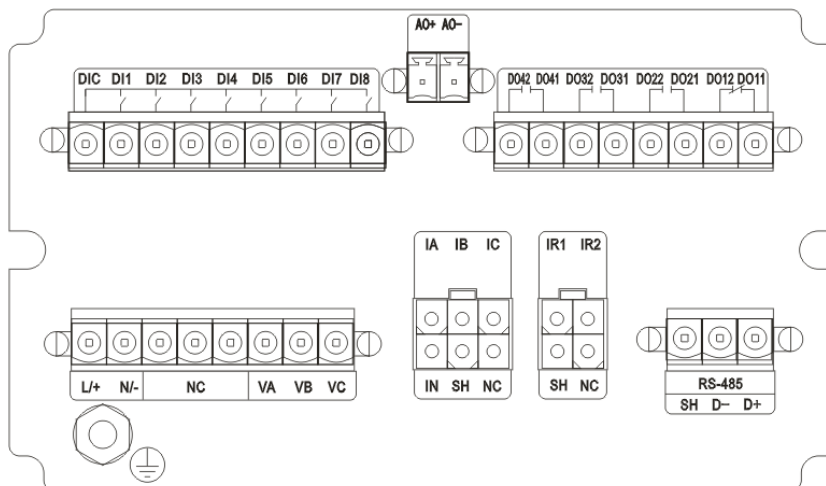 AO+ AO-
DIC DI1 DI2 DI3 DI4 DI5 DI6 DI7 DI8
DO42 DO41 DO32 DO31 DO22 DO21 DO12 DO11
IA IB IC
IR1 IR2
L/+ N/- NC VA VB VC
IN SH NC
SH NC
RS-485
SH D- D+